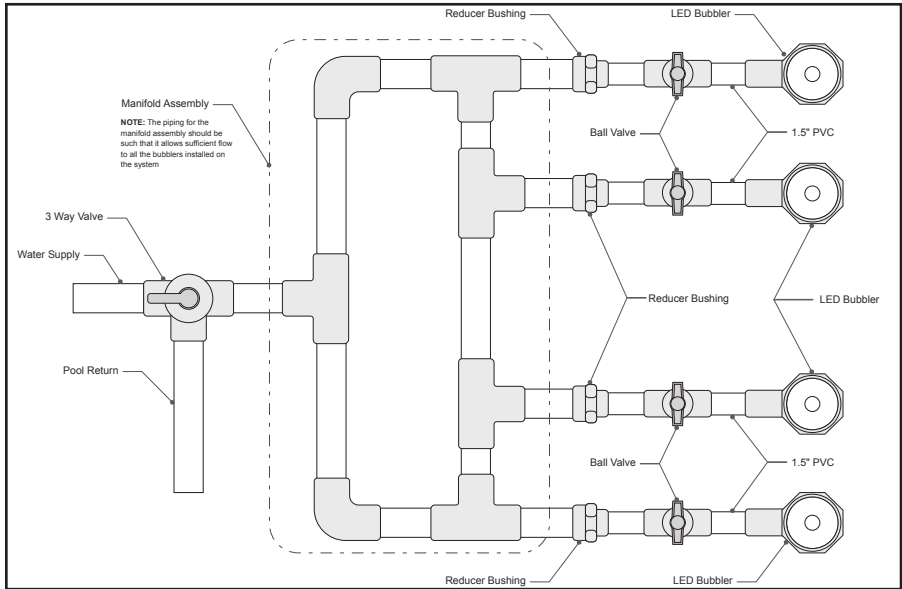 Reducer Bushing
LED Bubbler
Manifold Assembly
NOTE: The piping for the
manifold assembly should be
such that it allows sufficient flow
to all the bubblers installed on
the system
Ball Valve
1.5" PVC
3 Way Valve
Water Supply
Reducer Bushing
LED Bubbler
Pool Return
Ball Valve
1.5" PVC
Reducer Bushing
LED Bubbler